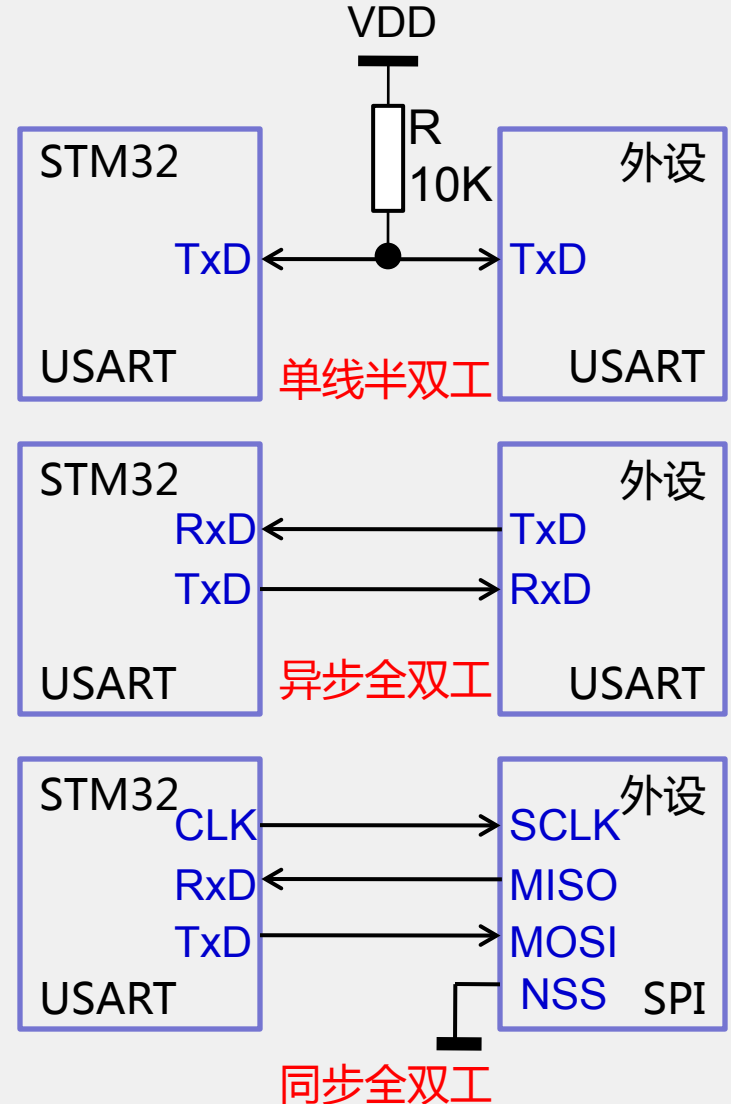 VDD
R
10K
STM32
外设
TxD
TxD
USART
单线半双工
USART
STM32
外设
RxD
TxD
TxD
RxD
USART
异步全双工
USART
STM32
外设
CLK
SCLK
RxD
MISO
TxD
MOSI
NSS
USART
SPI
同步全双工